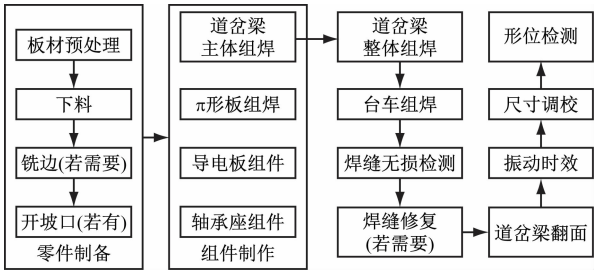 板材预处理
下料
铣边(若需要)
开坡口(若有)
零件制备
道岔梁
主体组焊
π形板组焊
导电板组件
轴承座组件
组件制作
道岔梁
整体组焊
台车组焊
焊缝无损检测
焊缝修复
(若需要)
形位检测
尺寸调校
振动时效
道岔梁翻面